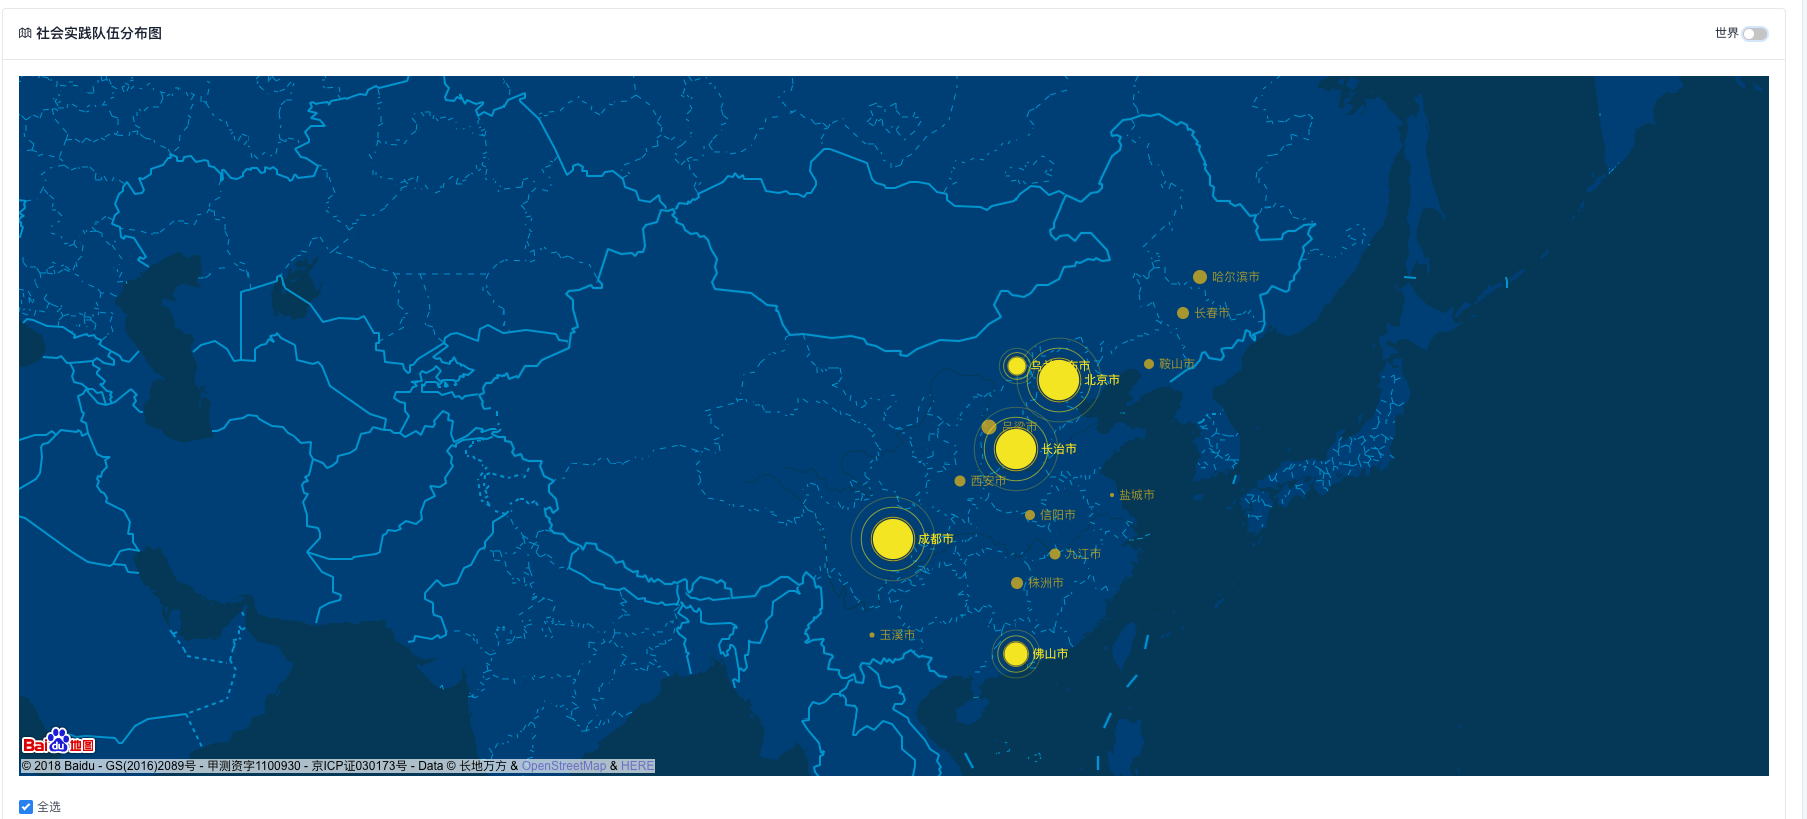 社会实践队伍分布图
世界
哈尔滨市
长春市
鞍山市
北京市
吕梁市
长治市
西安市
盐城市
信阳市
成都市
九江市
株洲市
玉溪市
佛山市
Bai du 地图
© 2018 Baidu - GS(2016)2089号 - 甲测资字1100930 - 京ICP证030173号 - Data © 长地万方 & OpenStreetMap & HERE
全选